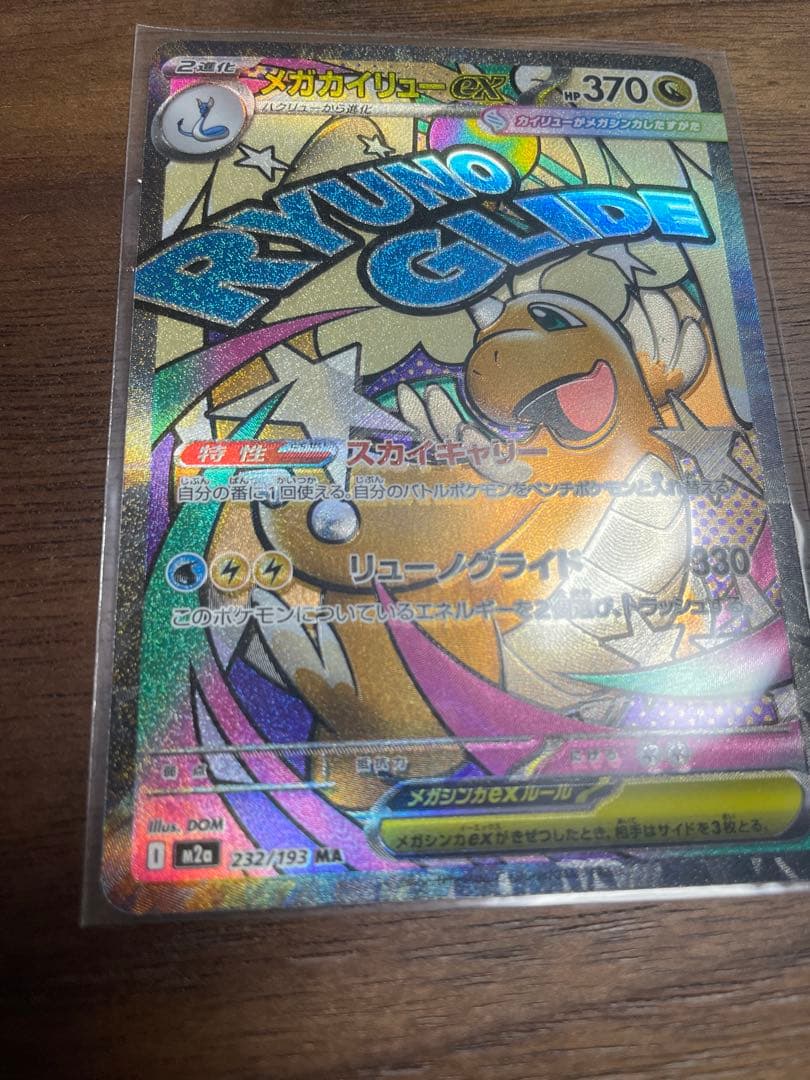 2進化
メガカイリューex
HP370
ハクリューから進化
カイリューがメガシンカしたすがた
RYUNO
GLIDE
特性 スカイキャリー
自分の番に1回使える。自分のバトルポケモンをベンチポケモンと入れ替える。
リューノグライド 330
このポケモンについているエネルギーを2個選び、トラッシュする。
弱点 抵抗力 にげる
メガシンカexルール
メガシンカexがきぜつしたとき、相手はサイドを3枚とる。
Illus. DOM
I m2a 232/193 MA